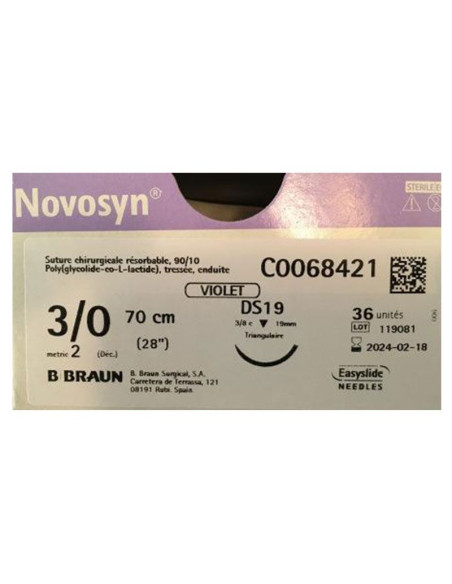 Novosyn®
STERILE
Suture chirurgicale résorbable, 90/10
Poly(glycolide-co-L-lactide), tressée, enduite
C0068421
VIOLET
3/0 70 cm
(28")
metric 2 (Déc.)
DS19
3/8 c ▼ 19mm
Triangulaire
36 unités
LOT 119081
2024-02-18
B BRAUN
B. Braun Surgical, S.A.
Carretera de Terrassa, 121
08191 Rubi. Spain.
Easyslide
NEEDLES